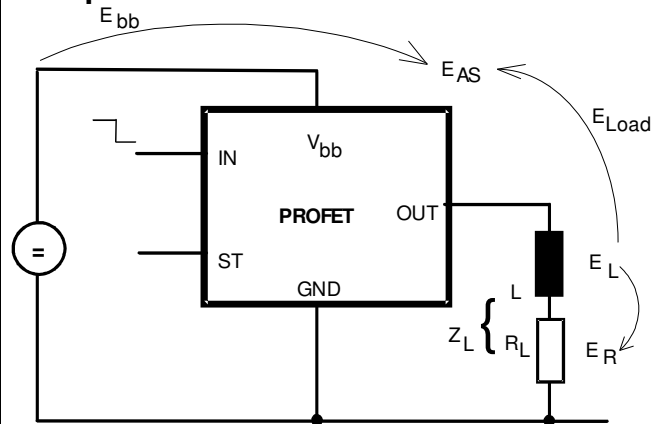 E bb
E AS
E Load
V bb
IN
PROFET
OUT
=
ST
GND
L
E L
Z L {
R L
E R